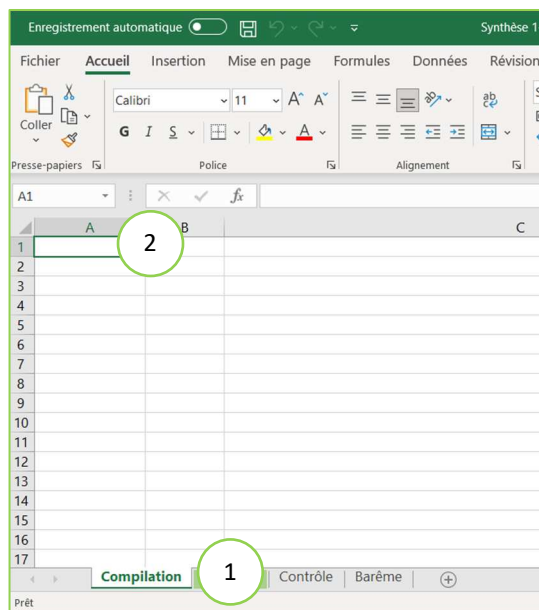 Enregistrement automatique Synthèse 1
Fichier Accueil Insertion Mise en page Formules Données Révision
Calibri 11 A A ab
Coller
G I S A
Presse-papiers Police Alignement
A1 fx
A B C
2
1
2
3
4
5
6
7
8
9
10
11
12
13
14
15
16
17
Compilation 1 Contrôle Barême
Prêt